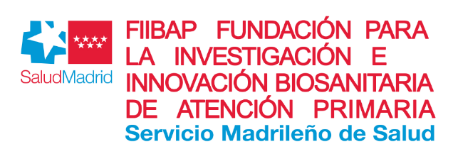 FIIBAP FUNDACIÓN PARA
LA INVESTIGACIÓN E
INNOVACIÓN BIOSANITARIA
DE ATENCIÓN PRIMARIA
Servicio Madrileño de Salud
SaludMadrid